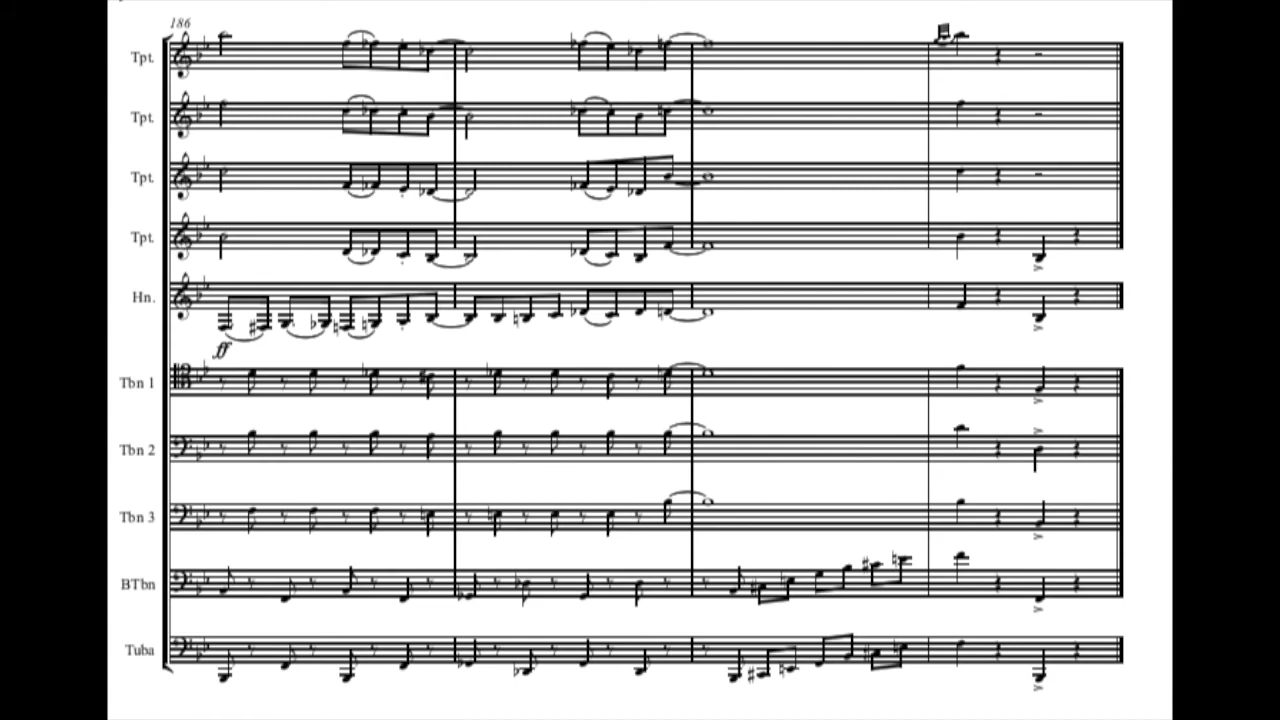 186
Tpt.
Tpt.
Tpt.
Tpt.
Hn.
ff
Tbn 1
Tbn 2
Tbn 3
BTbn
Tuba